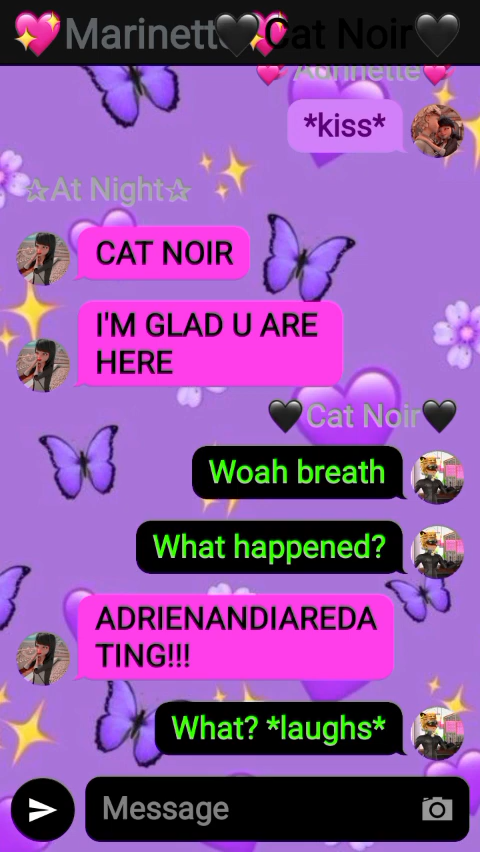 💖Marinette🖤💖Cat Noir🖤
💕Adrinette💕
*kiss*
☆At Night☆
CAT NOIR
I'M GLAD U ARE
HERE
🖤Cat Noir🖤
Woah breath
What happened?
ADRIENANDIAREDA
TING!!!
What? *laughs*
Message